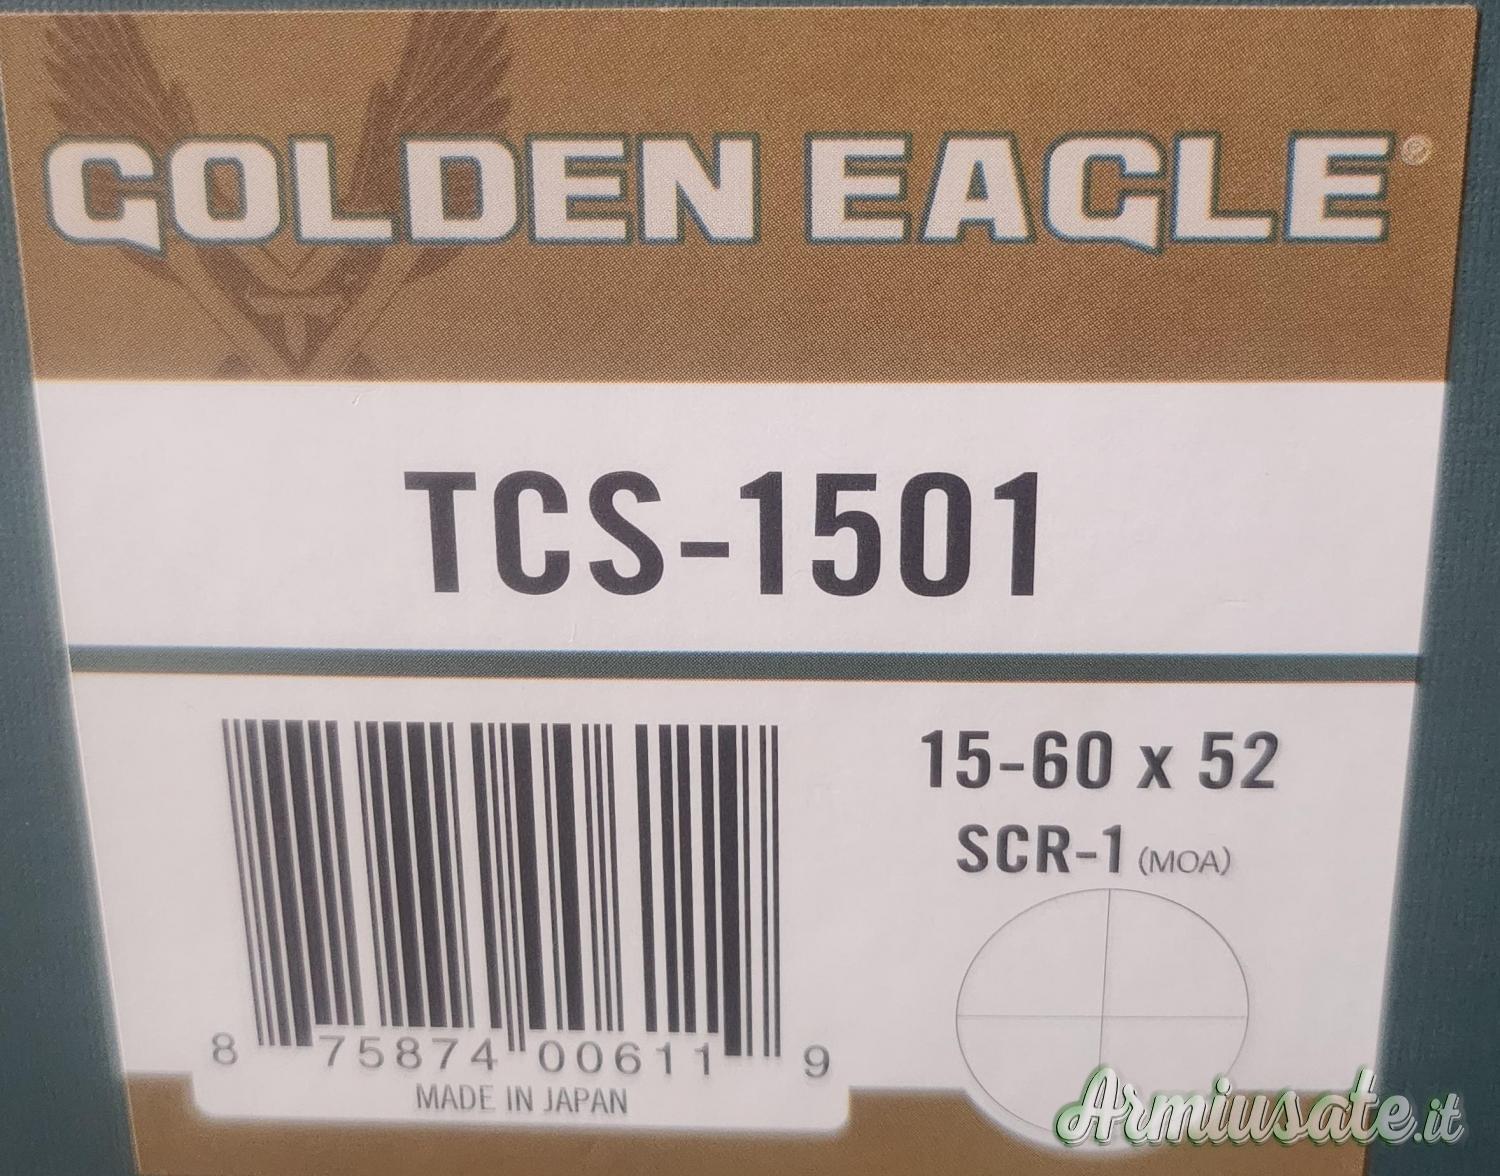 GOLDEN EAGLE®
TCS-1501
15-60 x 52
SCR-1 (MOA)
8 75874 00611 9
MADE IN JAPAN
Armiusate.it